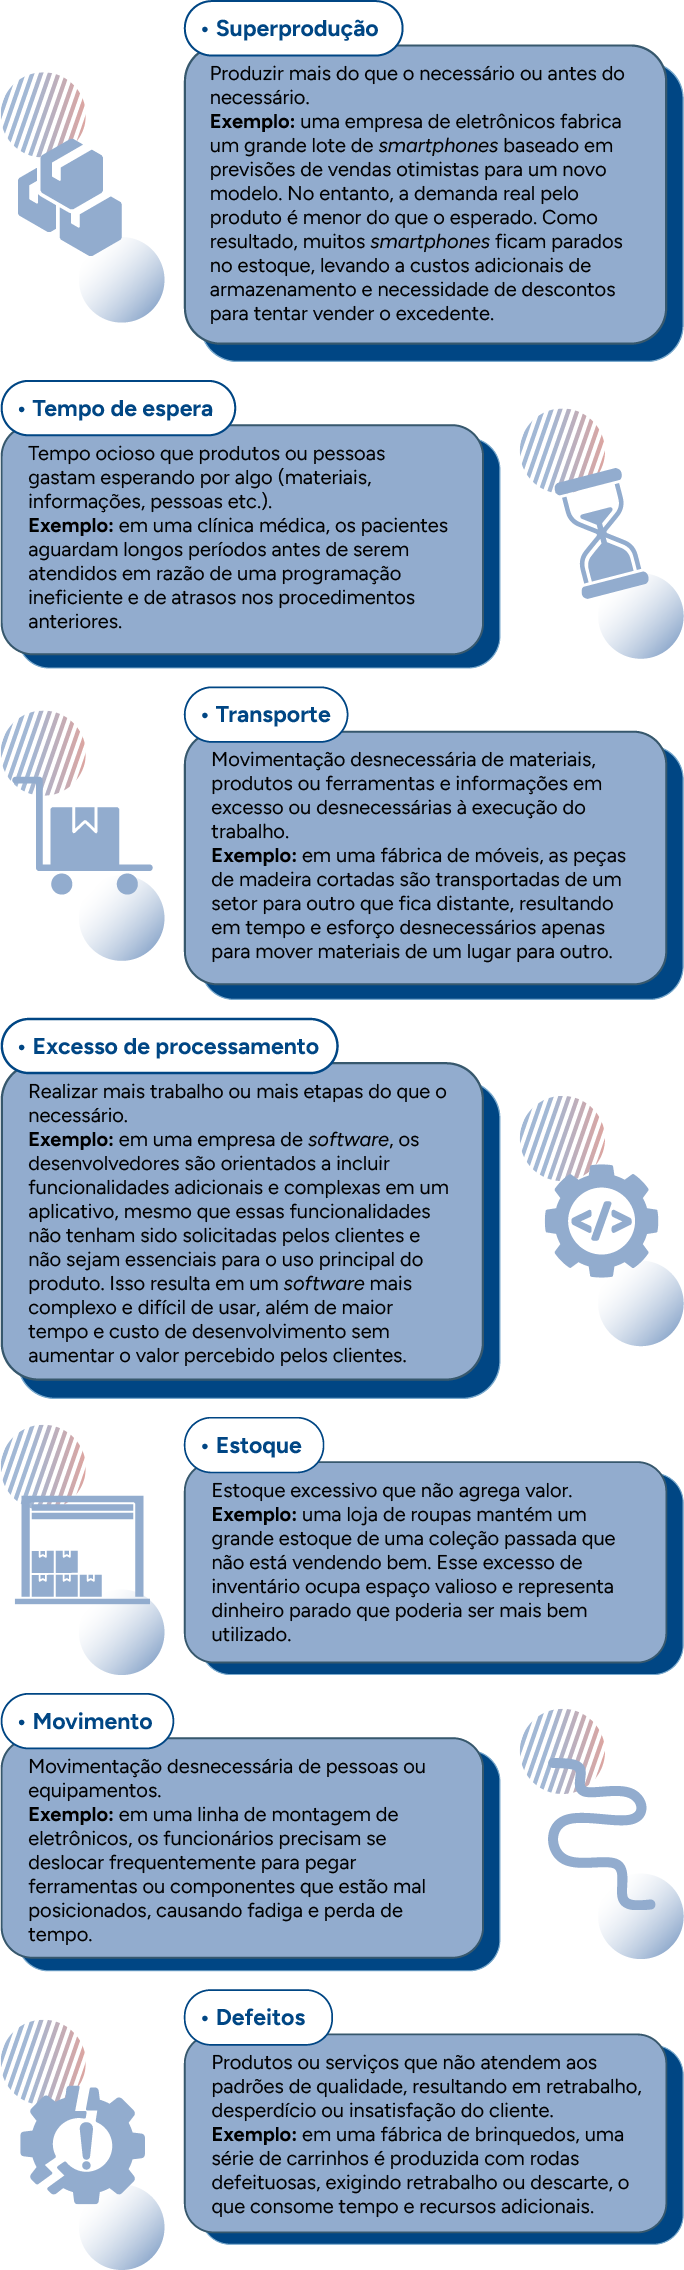 • Superprodução
Produzir mais do que o necessário ou antes do
necessário.
Exemplo: uma empresa de eletrônicos fabrica
um grande lote de smartphones baseado em
previsões de vendas otimistas para um novo
modelo. No entanto, a demanda real pelo
produto é menor do que o esperado. Como
resultado, muitos smartphones ficam parados
no estoque, levando a custos adicionais de
armazenamento e necessidade de descontos
para tentar vender o excedente.
• Tempo de espera
Tempo ocioso que produtos ou pessoas
gastam esperando por algo (materiais,
informações, pessoas etc.).
Exemplo: em uma clínica médica, os pacientes
aguardam longos períodos antes de serem
atendidos em razão de uma programação
ineficiente e de atrasos nos procedimentos
anteriores.
• Transporte
Movimentação desnecessária de materiais,
produtos ou ferramentas e informações em
excesso ou desnecessárias à execução do
trabalho.
Exemplo: em uma fábrica de móveis, as peças
de madeira cortadas são transportadas de um
setor para outro que fica distante, resultando
em tempo e esforço desnecessários apenas
para mover materiais de um lugar para outro.
• Excesso de processamento
Realizar mais trabalho ou mais etapas do que o
necessário.
Exemplo: em uma empresa de software, os
desenvolvedores são orientados a incluir
funcionalidades adicionais e complexas em um
aplicativo, mesmo que essas funcionalidades
não tenham sido solicitadas pelos clientes e
não sejam essenciais para o uso principal do
produto. Isso resulta em um software mais
complexo e difícil de usar, além de maior
tempo e custo de desenvolvimento sem
aumentar o valor percebido pelos clientes.
</>
• Estoque
Estoque excessivo que não agrega valor.
Exemplo: uma loja de roupas mantém um
grande estoque de uma coleção passada que
não está vendendo bem. Esse excesso de
inventário ocupa espaço valioso e representa
dinheiro parado que poderia ser mais bem
utilizado.
• Movimento
Movimentação desnecessária de pessoas ou
equipamentos.
Exemplo: em uma linha de montagem de
eletrônicos, os funcionários precisam se
deslocar frequentemente para pegar
ferramentas ou componentes que estão mal
posicionados, causando fadiga e perda de
tempo.
• Defeitos
Produtos ou serviços que não atendem aos
padrões de qualidade, resultando em retrabalho,
desperdício ou insatisfação do cliente.
Exemplo: em uma fábrica de brinquedos, uma
série de carrinhos é produzida com rodas
defeituosas, exigindo retrabalho ou descarte, o
que consome tempo e recursos adicionais.